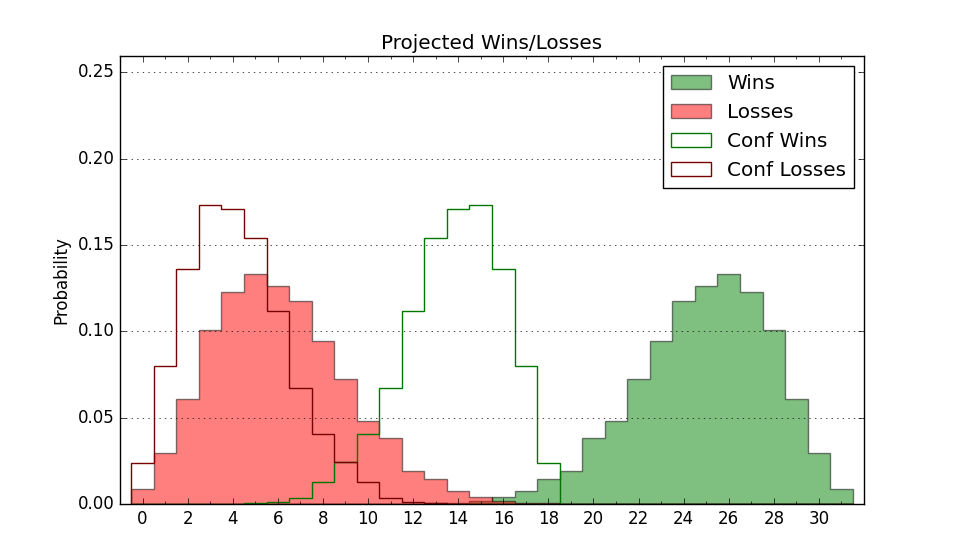 Projected Wins/Losses
0.25
0.20
0.15
0.10
0.05
0.00
Probability
Wins
Losses
Conf Wins
Conf Losses
0 2 4 6 8 10 12 14 16 18 20 22 24 26 28 30